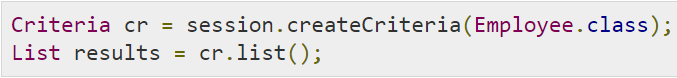 Criteria cr = session.createCriteria(Employee.class);
List results = cr.list();